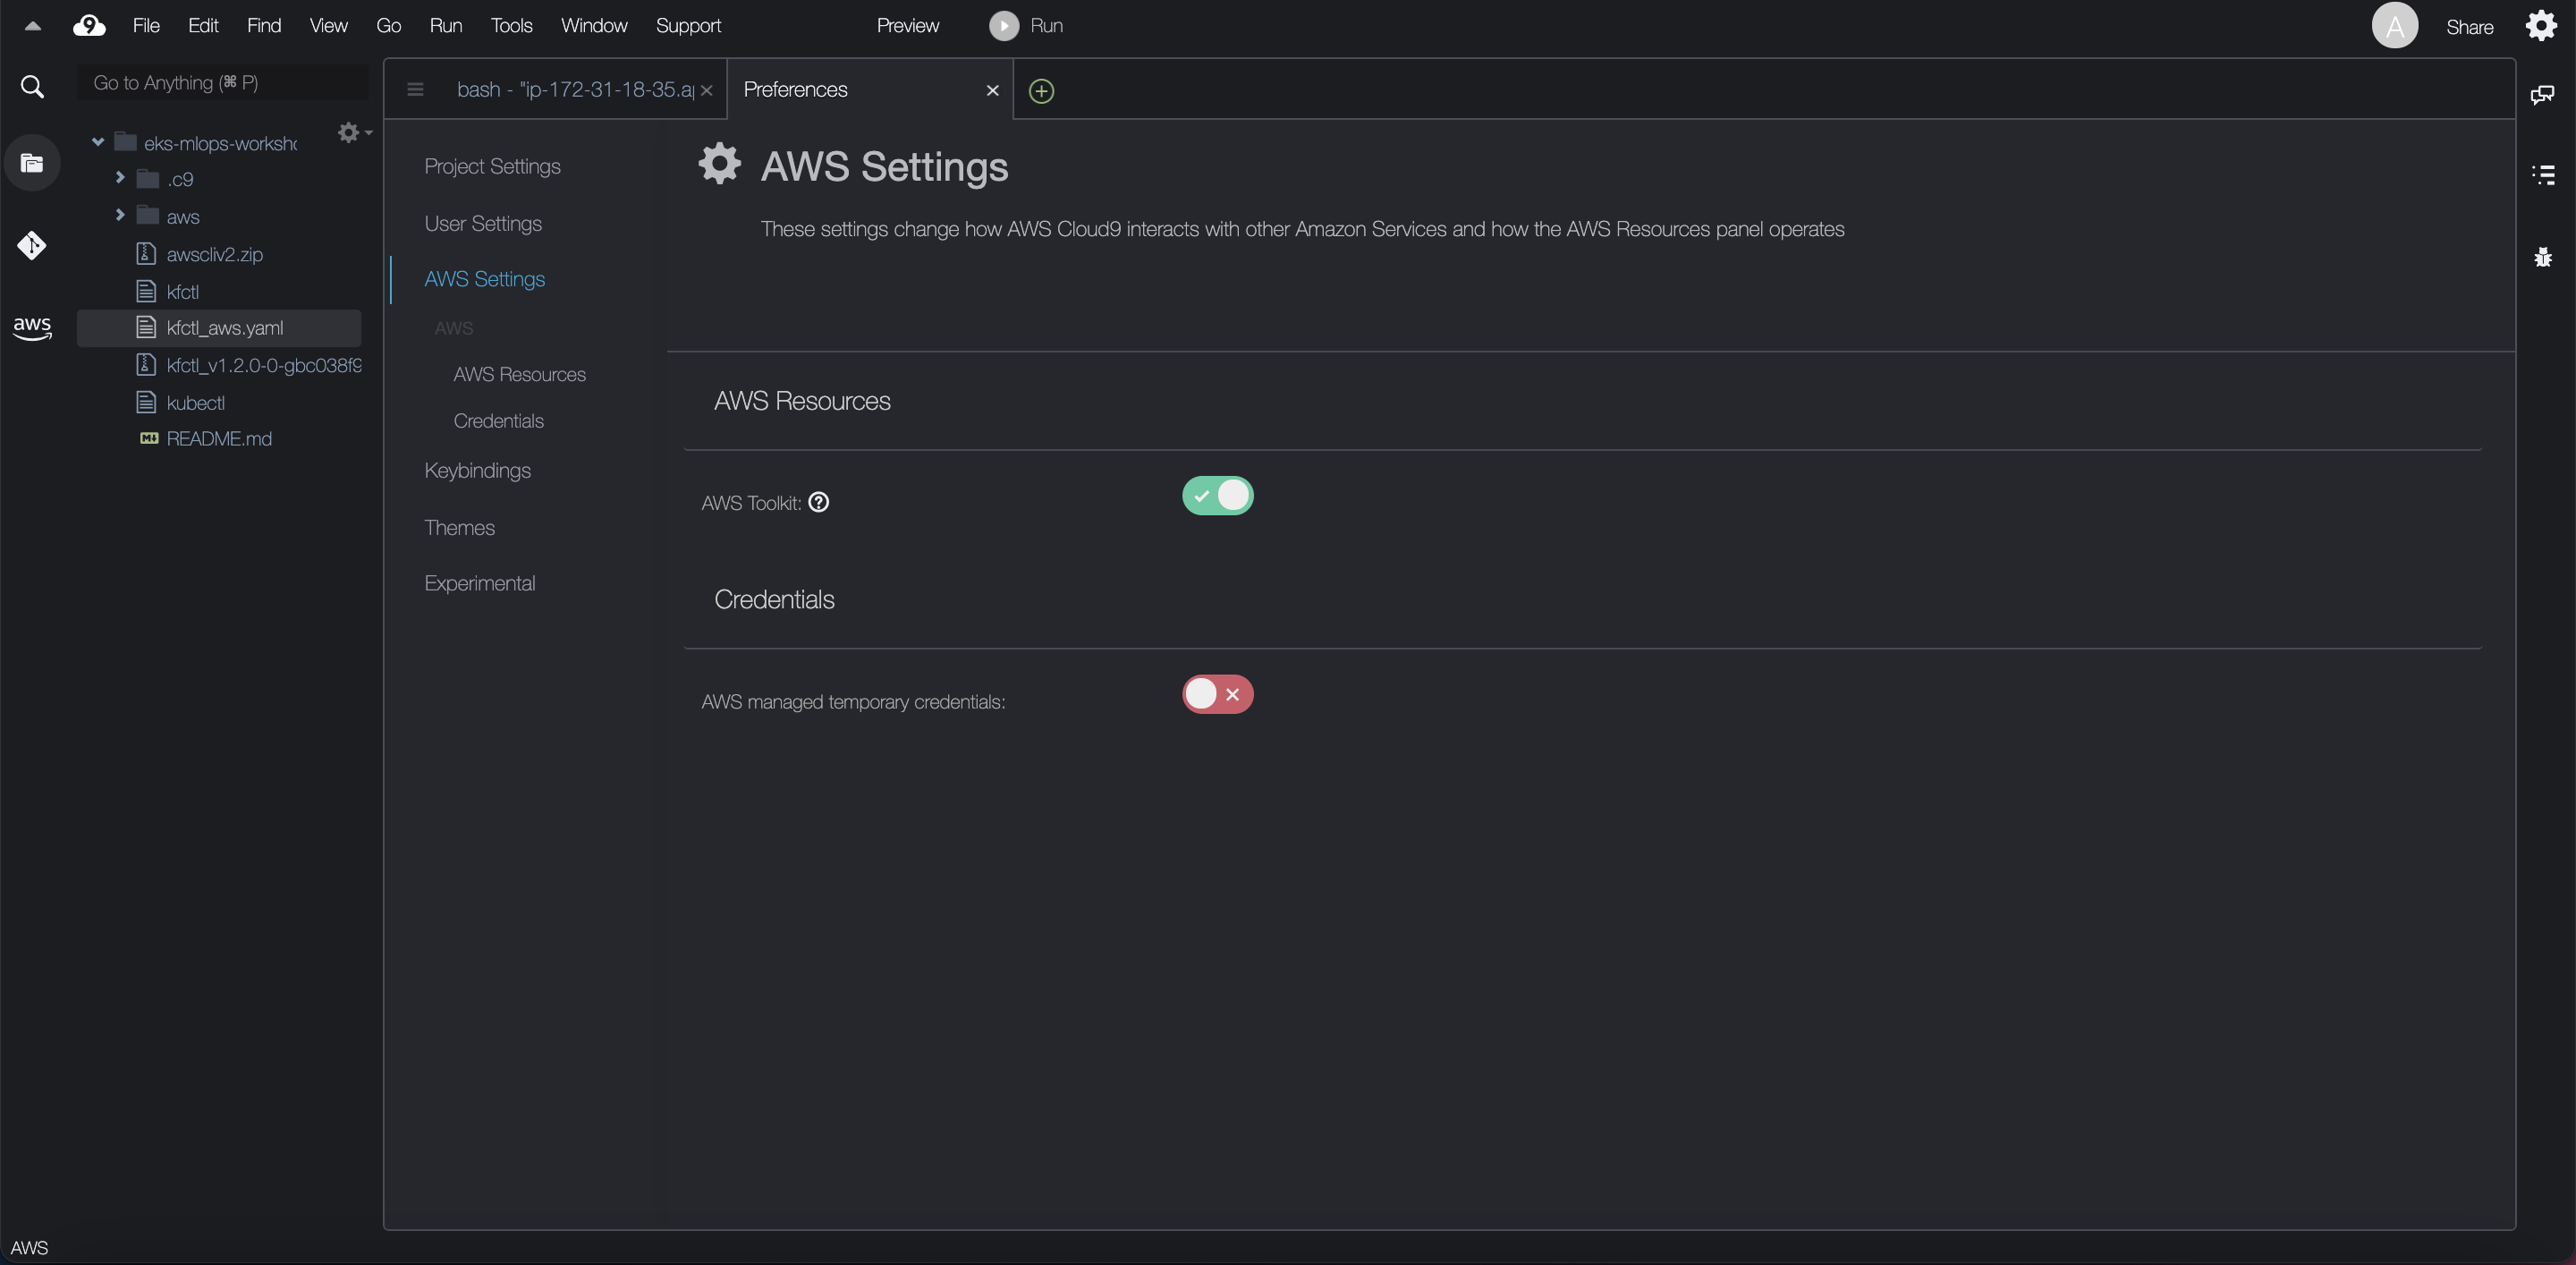 File Edit Find View Go Run Tools Window Support Preview Run A Share
Go to Anything (⌘ P)
bash - "ip-172-31-18-35.ap
Preferences
eks-mlops-worksho
.c9
aws
awscliv2.zip
kfctl
kfctl_aws.yaml
kfctl_v1.2.0-0-gbc038f9
kubectl
README.md
aws
Project Settings
User Settings
AWS Settings
AWS
AWS Resources
Credentials
Keybindings
Themes
Experimental
AWS Settings
These settings change how AWS Cloud9 interacts with other Amazon Services and how the AWS Resources panel operates
AWS Resources
AWS Toolkit:
Credentials
AWS managed temporary credentials:
AWS